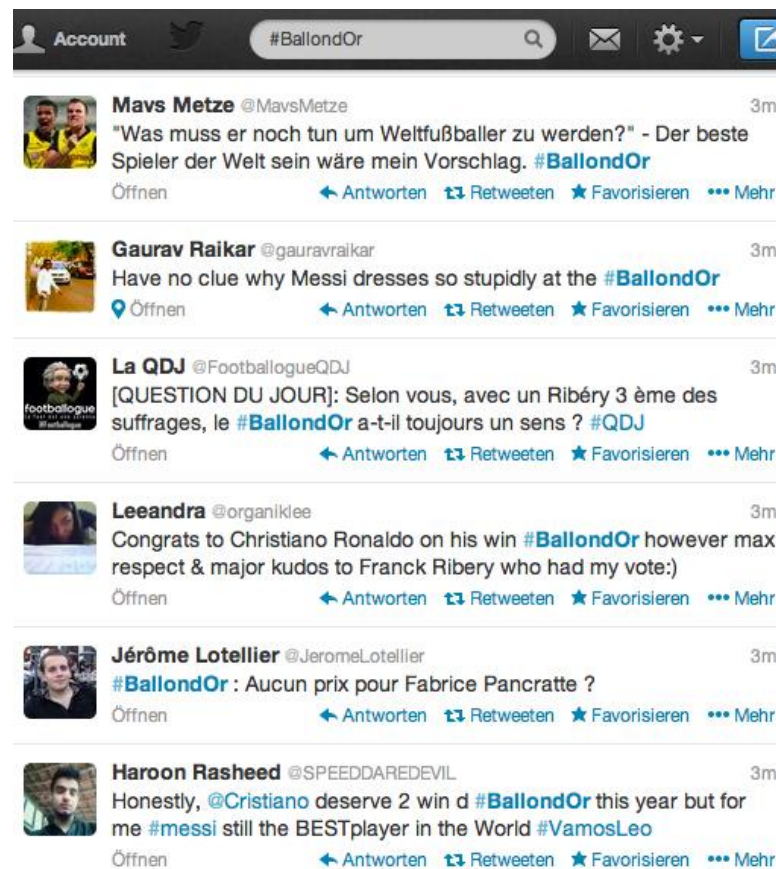 Account #BallondOr
Mavs Metze @MavsMetze 3m
"Was muss er noch tun um Weltfußballer zu werden?" - Der beste
Spieler der Welt sein wäre mein Vorschlag. #BallondOr
Öffnen Antworten Retweeten Favorisieren Mehr
Gaurav Raikar @gauravraikar 3m
Have no clue why Messi dresses so stupidly at the #BallondOr
Öffnen Antworten Retweeten Favorisieren Mehr
footballogue
La QDJ @FootballogueQDJ 3m
[QUESTION DU JOUR]: Selon vous, avec un Ribéry 3 ème des
suffrages, le #BallondOr a-t-il toujours un sens ? #QDJ
Öffnen Antworten Retweeten Favorisieren Mehr
Leeandra @organiklee 3m
Congrats to Christiano Ronaldo on his win #BallondOr however max
respect & major kudos to Franck Ribery who had my vote:)
Öffnen Antworten Retweeten Favorisieren Mehr
Jérôme Lotellier @JeromeLotellier 3m
#BallondOr : Aucun prix pour Fabrice Pancratte ?
Öffnen Antworten Retweeten Favorisieren Mehr
Haroon Rasheed @SPEEDDAREDEVIL 3m
Honestly, @Cristiano deserve 2 win d #BallondOr this year but for
me #messi still the BESTplayer in the World #VamosLeo
Öffnen Antworten Retweeten Favorisieren Mehr